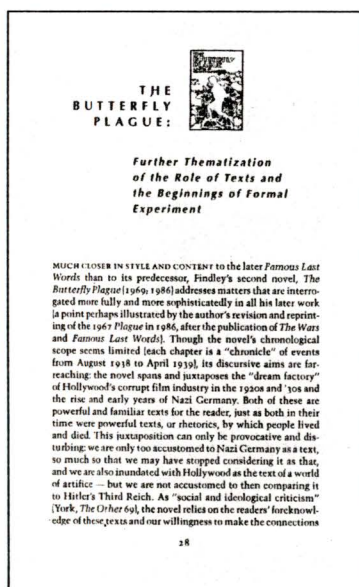 THE
BUTTERFLY
PLAGUE:
Further Thematization
of the Role of Texts and
the Beginnings of Formal
Experiment
MUCH CLOSER IN STYLE AND CONTENT to the later Famous Last
Words than to its predecessor, Findley's second novel, The
Butterfly Plague [1969; 1986] addresses matters that are interro-
gated more fully and more sophisticatedly in all his later work
[a point perhaps illustrated by the author's revision and reprint-
ing of the 1967 Plague in 1986, after the publication of The Wars
and Famous Last Words]. Though the novel's chronological
scope seems limited [each chapter is a "chronicle" of events
from August 1938 to April 1939], its discursive aims are far-
reaching: the novel spans and juxtaposes the "dream factory"
of Hollywood's corrupt film industry in the 1920s and '30s and
the rise and early years of Nazi Germany. Both of these are
powerful and familiar texts for the reader, just as both in their
time were powerful texts, or rhetorics, by which people lived
and died. This juxtaposition can only be provocative and dis-
turbing: we are only too accustomed to Nazi Germany as a text,
so much so that we may have stopped considering it as that,
and we are also inundated with Hollywood as the text of a world
of artifice — but we are not accustomed to then comparing it
to Hitler's Third Reich. As "social and ideological criticism"
[York, The Other 69], the novel relies on the readers' foreknowl-
edge of these texts and our willingness to make the connections
28